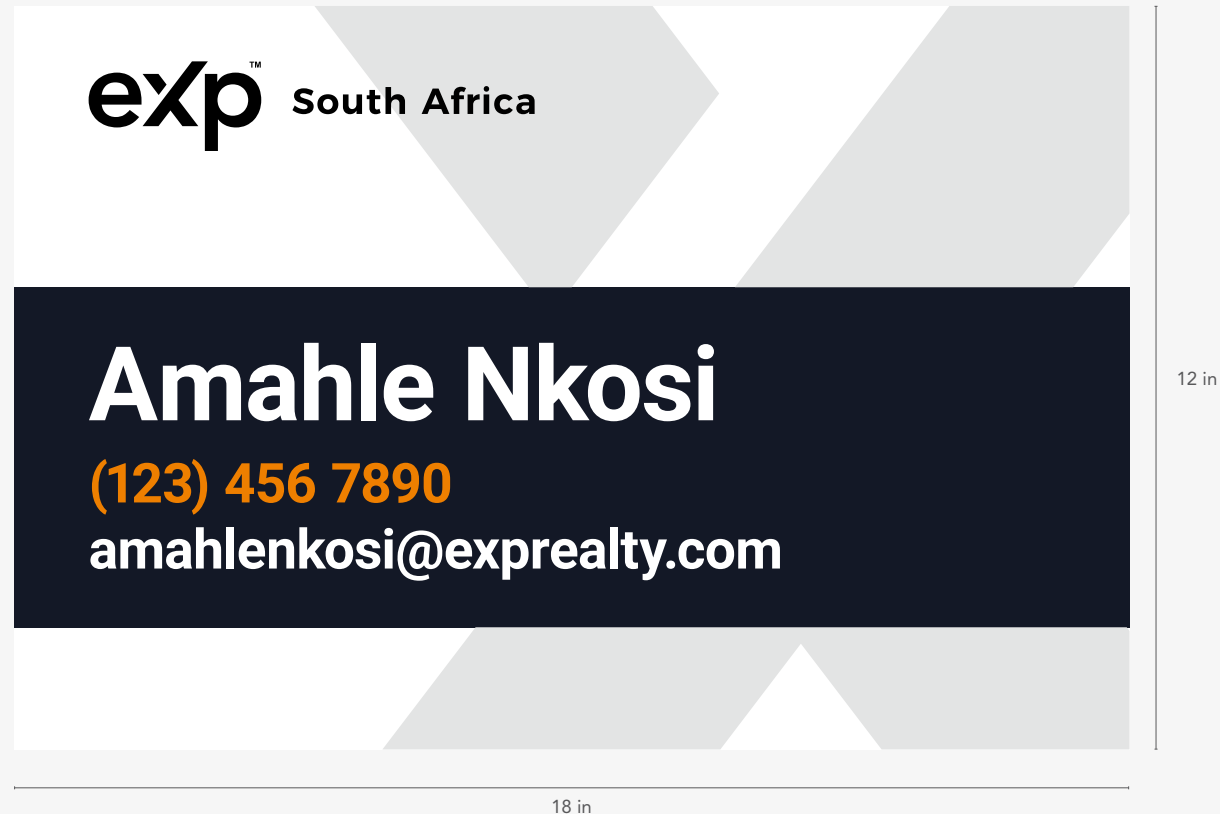 exp™ South Africa
Amahle Nkosi
(123) 456 7890
amahlenkosi@exprealty.com
12 in
18 in